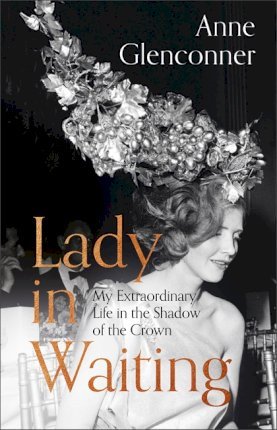 Anne
Glenconner
Lady
in
My Extraordinary
Life in the Shadow
of the Crown
Waiting